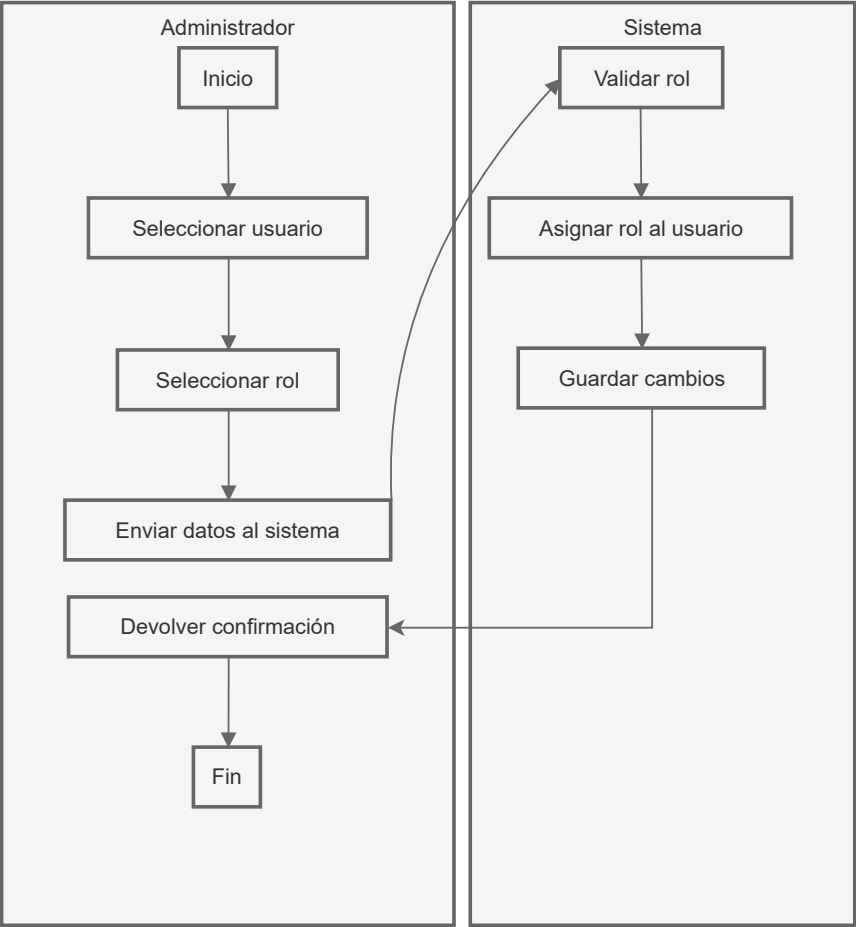 Administrador
Inicio
Seleccionar usuario
Seleccionar rol
Enviar datos al sistema
Devolver confirmación
Fin
Sistema
Validar rol
Asignar rol al usuario
Guardar cambios